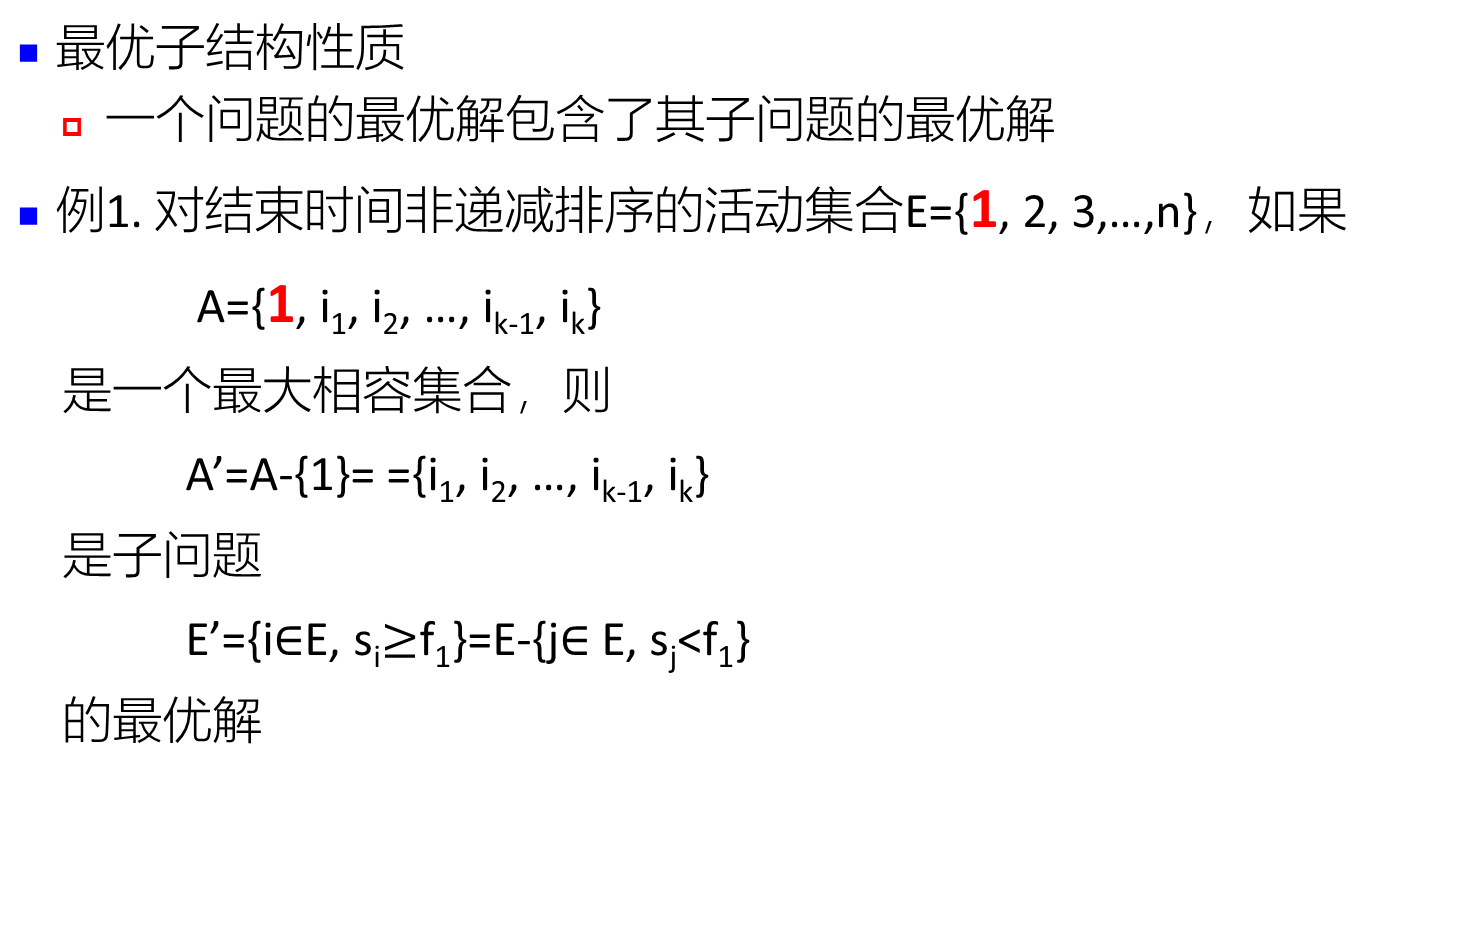 最优子结构性质
一个问题的最优解包含了其子问题的最优解
例1. 对结束时间非递减排序的活动集合E={1, 2, 3,…,n}，如果
A={1, i₁, i₂, …, iₖ₋₁, iₖ}
是一个最大相容集合，则
A’=A-{1}= ={i₁, i₂, …, iₖ₋₁, iₖ}
是子问题
E’={i∈E, sᵢ≥f₁}=E-{j∈ E, sⱼ<f₁}
的最优解